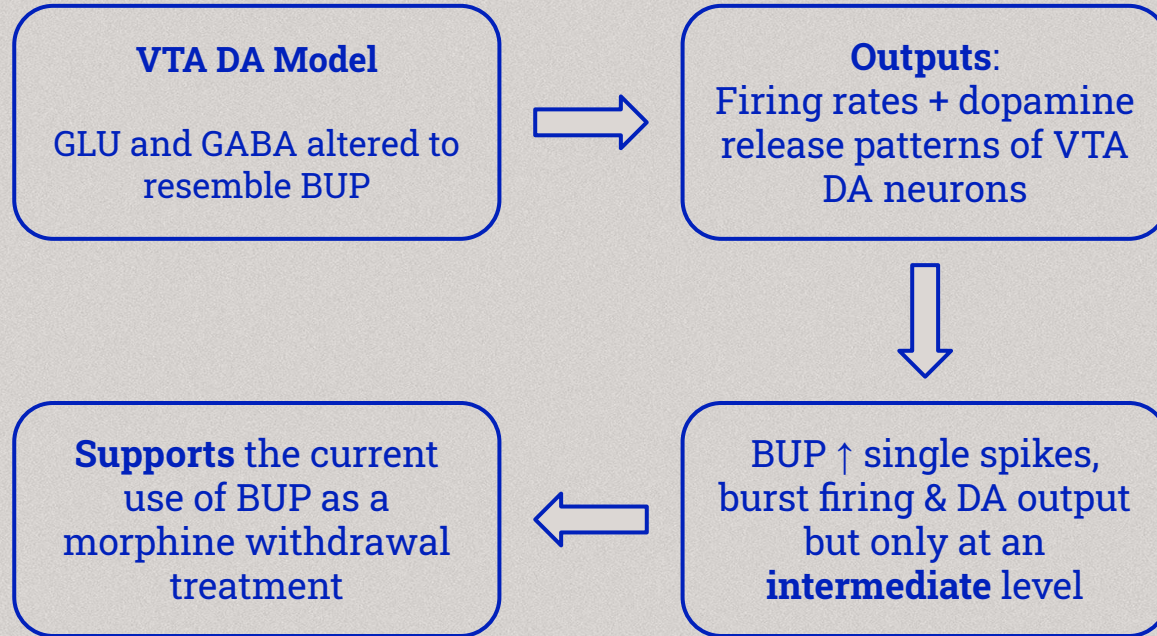 VTA DA Model
GLU and GABA altered to
resemble BUP
Outputs:
Firing rates + dopamine
release patterns of VTA
DA neurons
BUP ↑ single spikes,
burst firing & DA output
but only at an
intermediate level
Supports the current
use of BUP as a
morphine withdrawal
treatment